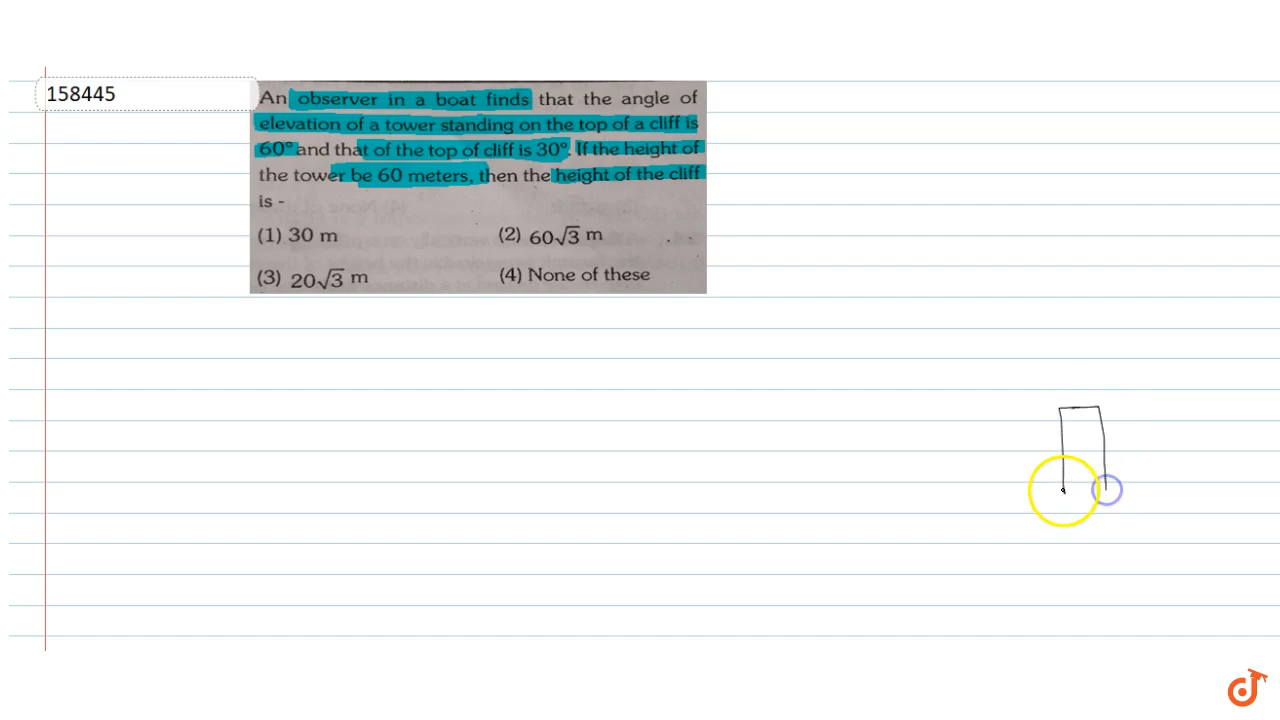 158445
An observer in a boat finds that the angle of
elevation of a tower standing on the top of a cliff is
60° and that of the top of cliff is 30°. If the height of
the tower be 60 meters, then the height of the cliff
is -
(1) 30 m (2) 60√3 m
(3) 20√3 m (4) None of these